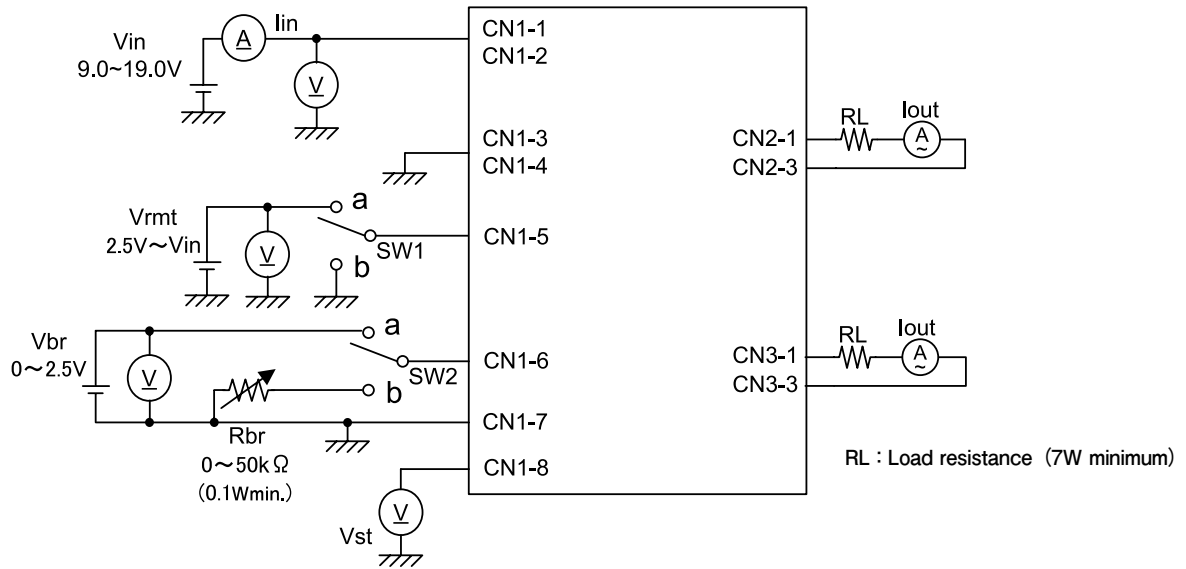 Vin
9.0~19.0V
A
Iin
V
CN1-1
CN1-2
CN1-3
CN1-4
Vrmt
2.5V～Vin
V
a
SW1
b
CN1-5
Vbr
0～2.5V
V
a
SW2
b
CN1-6
Rbr
0～50kΩ
(0.1Wmin.)
CN1-7
CN1-8
V
Vst
CN2-1
CN2-3
RL
Iout
A
~
CN3-1
CN3-3
RL
Iout
A
~
RL：Load resistance (7W minimum)